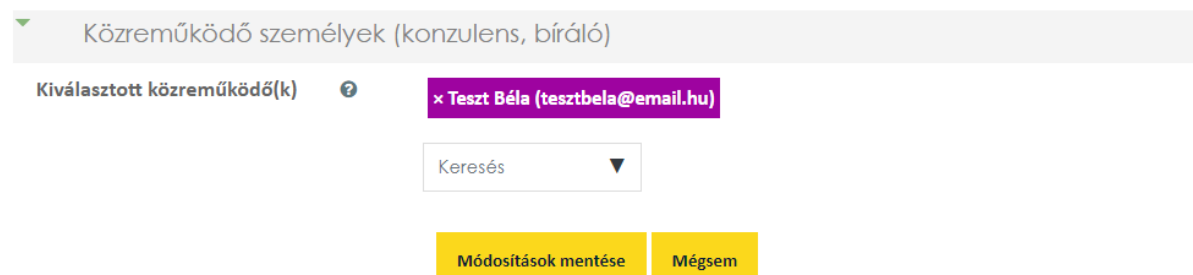 Közreműködő személyek (konzulens, bíráló)
Kiválasztott közreműködő(k)
× Teszt Béla (tesztbela@email.hu)
Keresés
Módosítások mentése
Mégsem